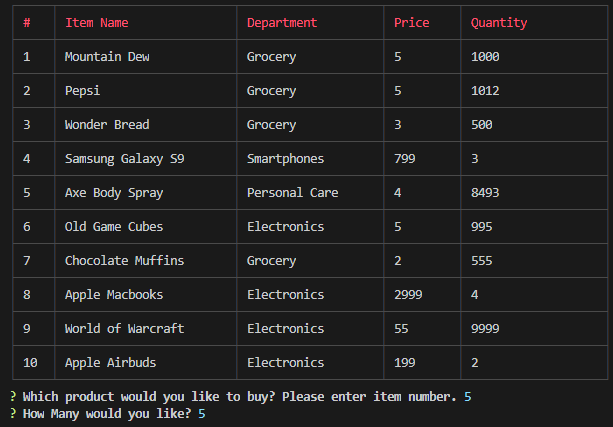 # Item Name Department Price Quantity
1 Mountain Dew Grocery 5 1000
2 Pepsi Grocery 5 1012
3 Wonder Bread Grocery 3 500
4 Samsung Galaxy S9 Smartphones 799 3
5 Axe Body Spray Personal Care 4 8493
6 Old Game Cubes Electronics 5 995
7 Chocolate Muffins Grocery 2 555
8 Apple Macbooks Electronics 2999 4
9 World of Warcraft Electronics 55 9999
10 Apple Airbuds Electronics 199 2
? Which product would you like to buy? Please enter item number. 5
? How Many would you like? 5